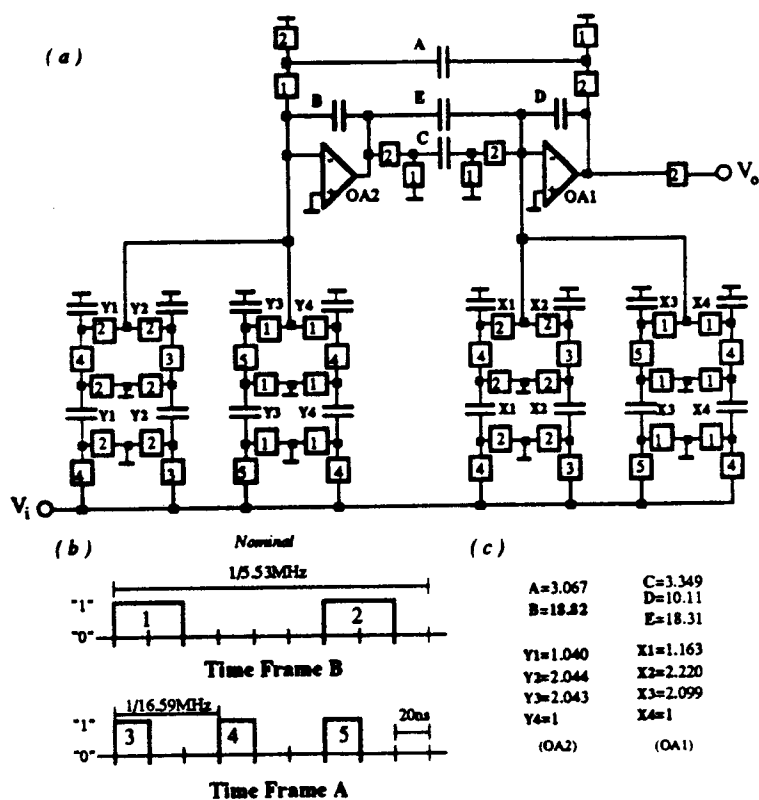 (a)
2
1
A
1
2
B
E
D
2
C
2
1
1
OA2
OA1
2
Vo
Y1 Y2
Y3 Y4
X1 X2
X3 X4
2 2
1 1
2 2
1 1
4 3
5 4
4 3
5 4
2 2
1 1
2 2
1 1
Y1 Y2
Y3 Y4
X1 X2
X3 X4
2 2
1 1
2 2
1 1
4 3
5 4
4 3
5 4
Vi
(b)
Nominal
(c)
1/5.53MHz
"1"
1
2
"0"
Time Frame B
1/16.59MHz
20ns
"1"
3
4
5
"0"
Time Frame A
A=3.067
C=3.349
B=18.82
D=10.11
E=18.31
Y1=1.040
X1=1.163
Y2=2.044
X2=2.220
Y3=2.043
X3=2.099
Y4=1
X4=1
(OA2)
(OA1)